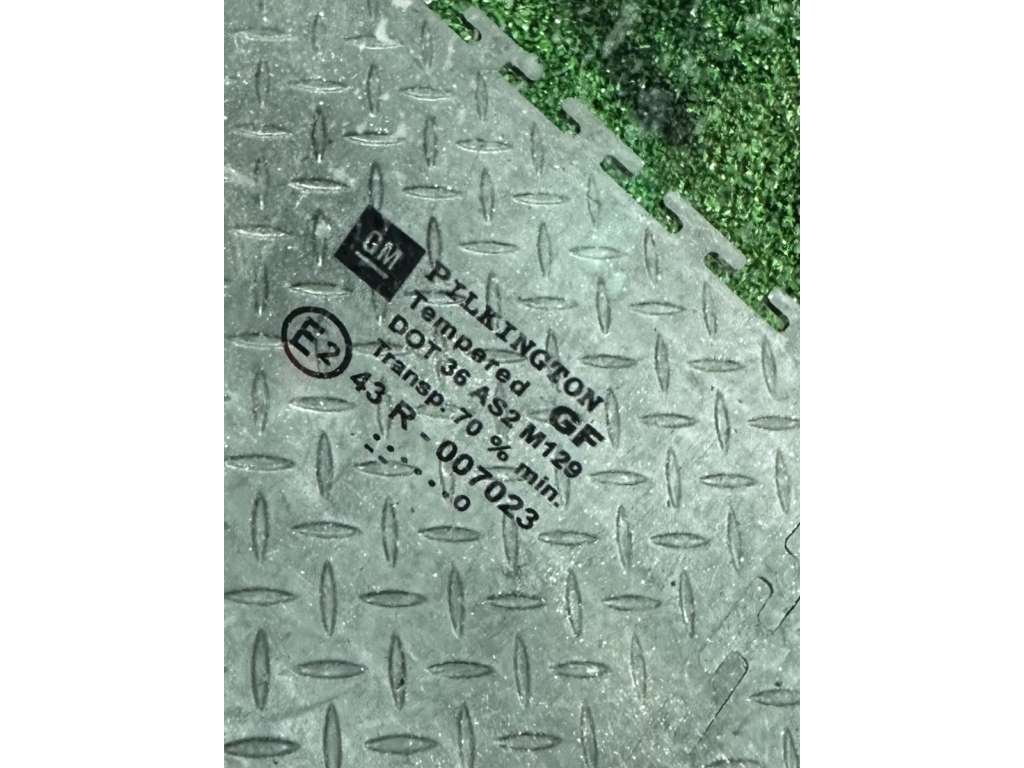 GM
PILKINGTON
Tempered GF
DOT 36 AS2 M129
Transp. 70 % min.
E2
43 R - 007023